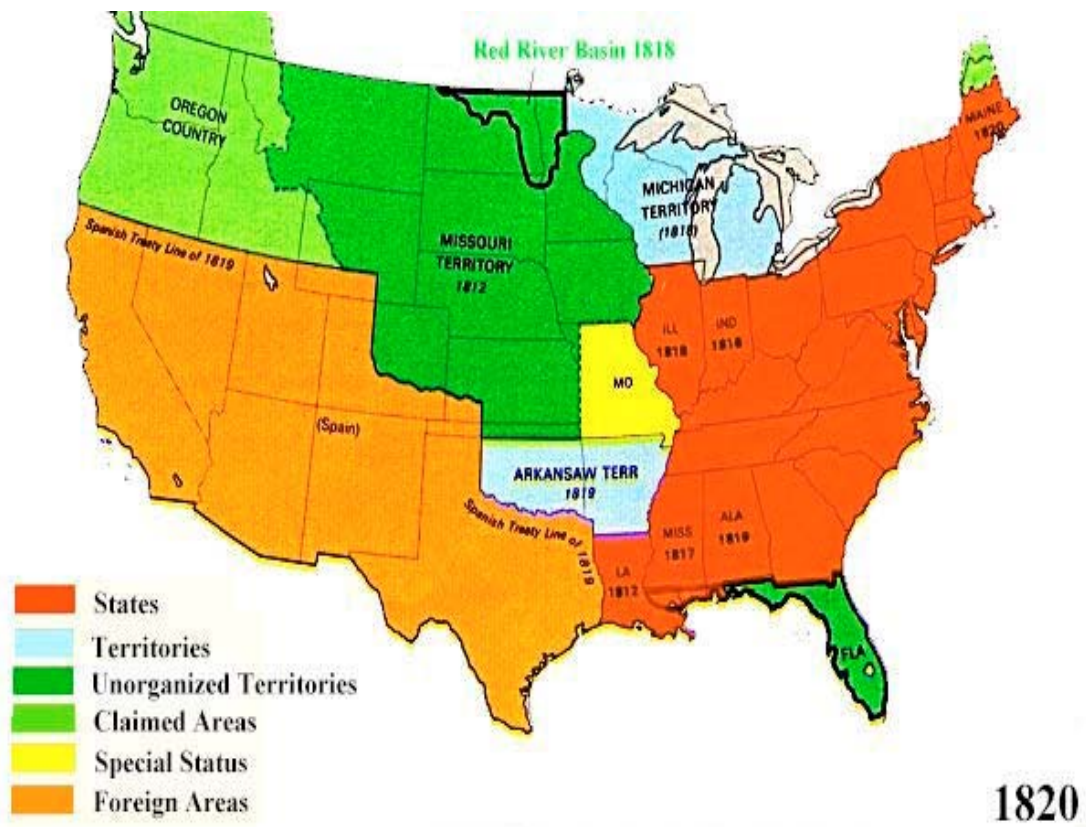 Red River Basin 1818
OREGON
COUNTRY
MAINE
1820
MICHIGAN
TERRITORY
(1818)
Spanish Treaty Line of 1819
MISSOURI
TERRITORY
1812
ILL
1818
IND
1816
MO
(Spain)
ARKANSAW TERR
1819
Spanish Treaty Line of 1819
MISS
1817
ALA
1819
LA
1812
FLA
States
Territories
Unorganized Territories
Claimed Areas
Special Status
Foreign Areas
1820